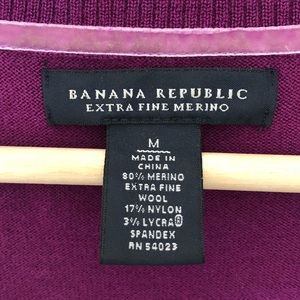 BANANA REPUBLIC
EXTRA FINE MERINO
M
MADE IN
CHINA
80% MERINO
EXTRA FINE
WOOL
17% NYLON
3% LYCRA®
SPANDEX
RN 54023